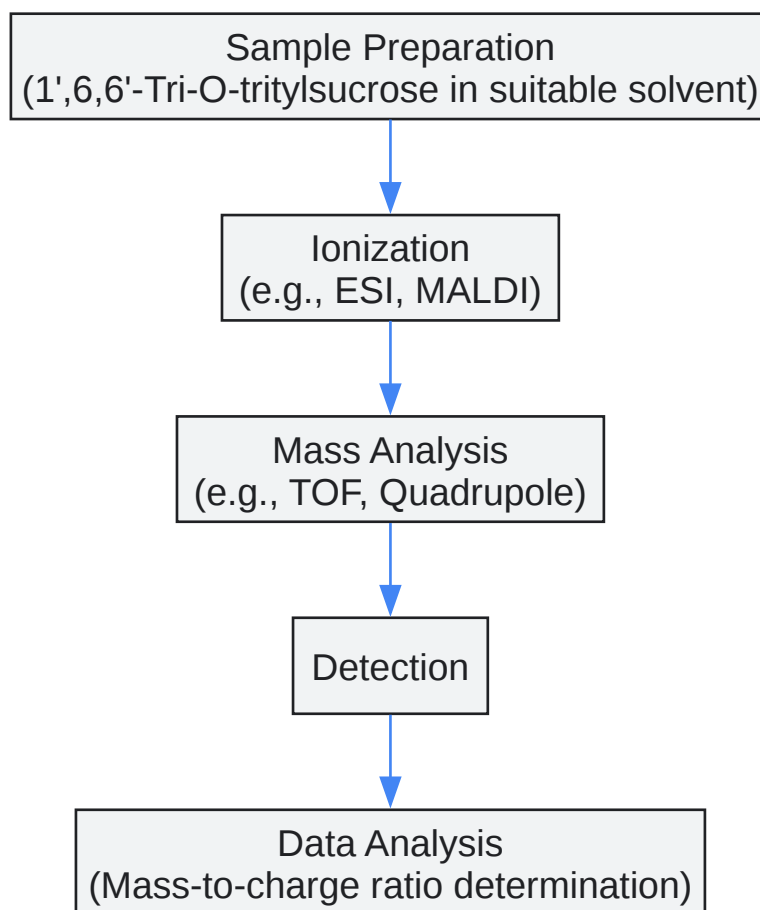 Sample Preparation
(1',6,6'-Tri-O-tritylsucrose in suitable solvent)
Ionization
(e.g., ESI, MALDI)
Mass Analysis
(e.g., TOF, Quadrupole)
Detection
Data Analysis
(Mass-to-charge ratio determination)